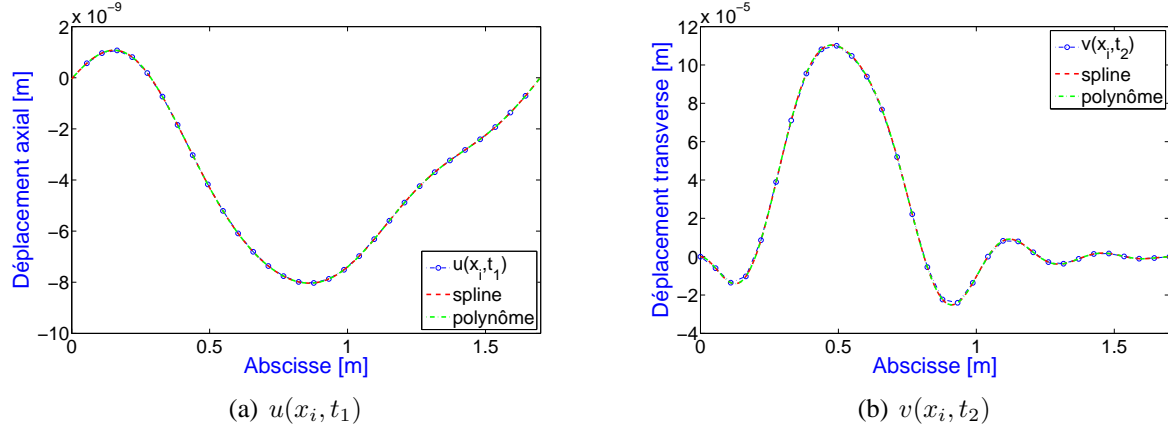 x 10⁻⁹
2
0
−2
−4
−6
−8
−10
0
0.5
1
1.5
Déplacement axial [m]
Abscisse [m]
u(x_i,t_1)
spline
polynôme
(a) u(x_i, t_1)
x 10⁻⁵
12
10
8
6
4
2
0
−2
−4
0
0.5
1
1.5
Déplacement transverse [m]
Abscisse [m]
v(x_i,t_2)
spline
polynôme
(b) v(x_i, t_2)